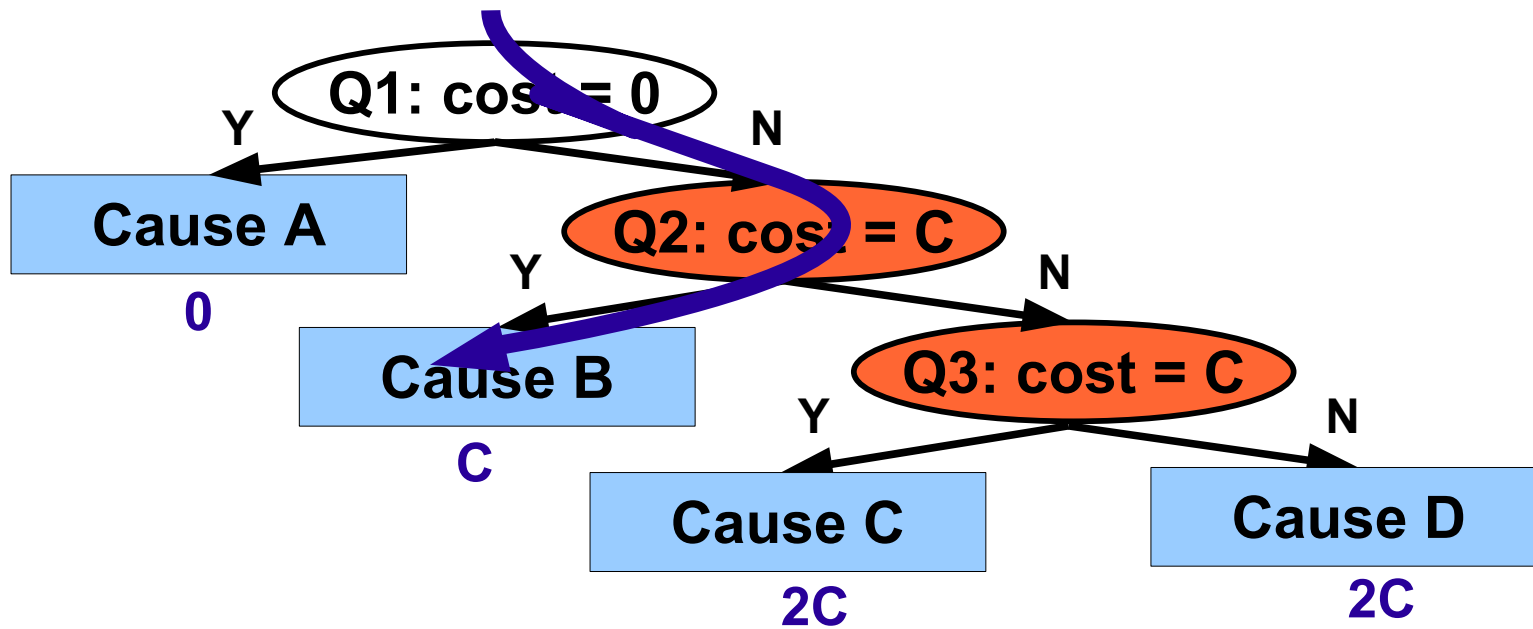 Q1: cost = 0
Y
N
Cause A
0
Q2: cost = C
Y
N
Cause B
C
Q3: cost = C
Y
N
Cause C
2C
Cause D
2C